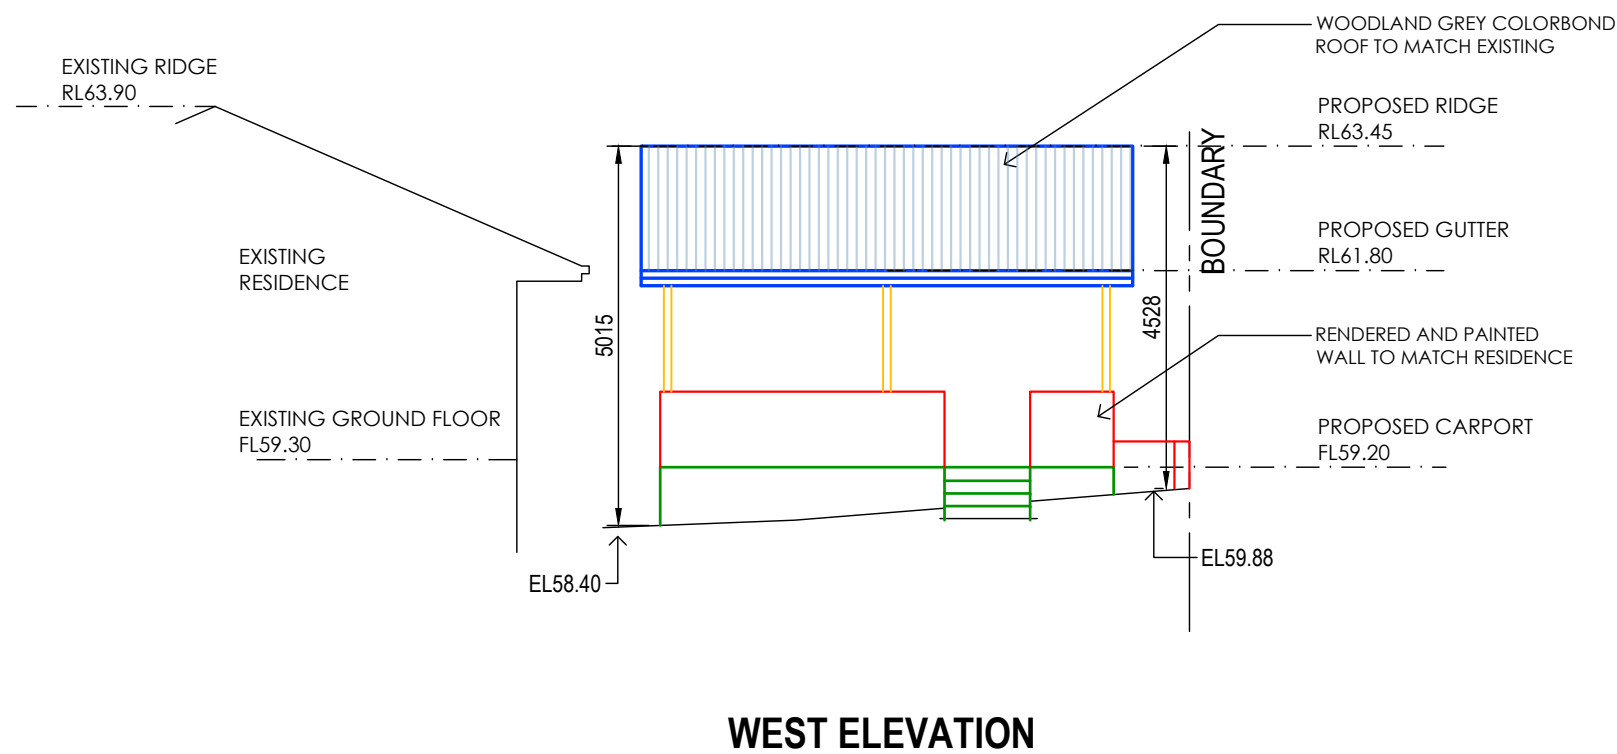 WOODLAND GREY COLORBOND
ROOF TO MATCH EXISTING
EXISTING RIDGE
RL63.90
PROPOSED RIDGE
RL63.45
BOUNDARY
PROPOSED GUTTER
RL61.80
EXISTING
RESIDENCE
5015
4528
RENDERED AND PAINTED
WALL TO MATCH RESIDENCE
EXISTING GROUND FLOOR
FL59.30
PROPOSED CARPORT
FL59.20
EL59.88
EL58.40
WEST ELEVATION